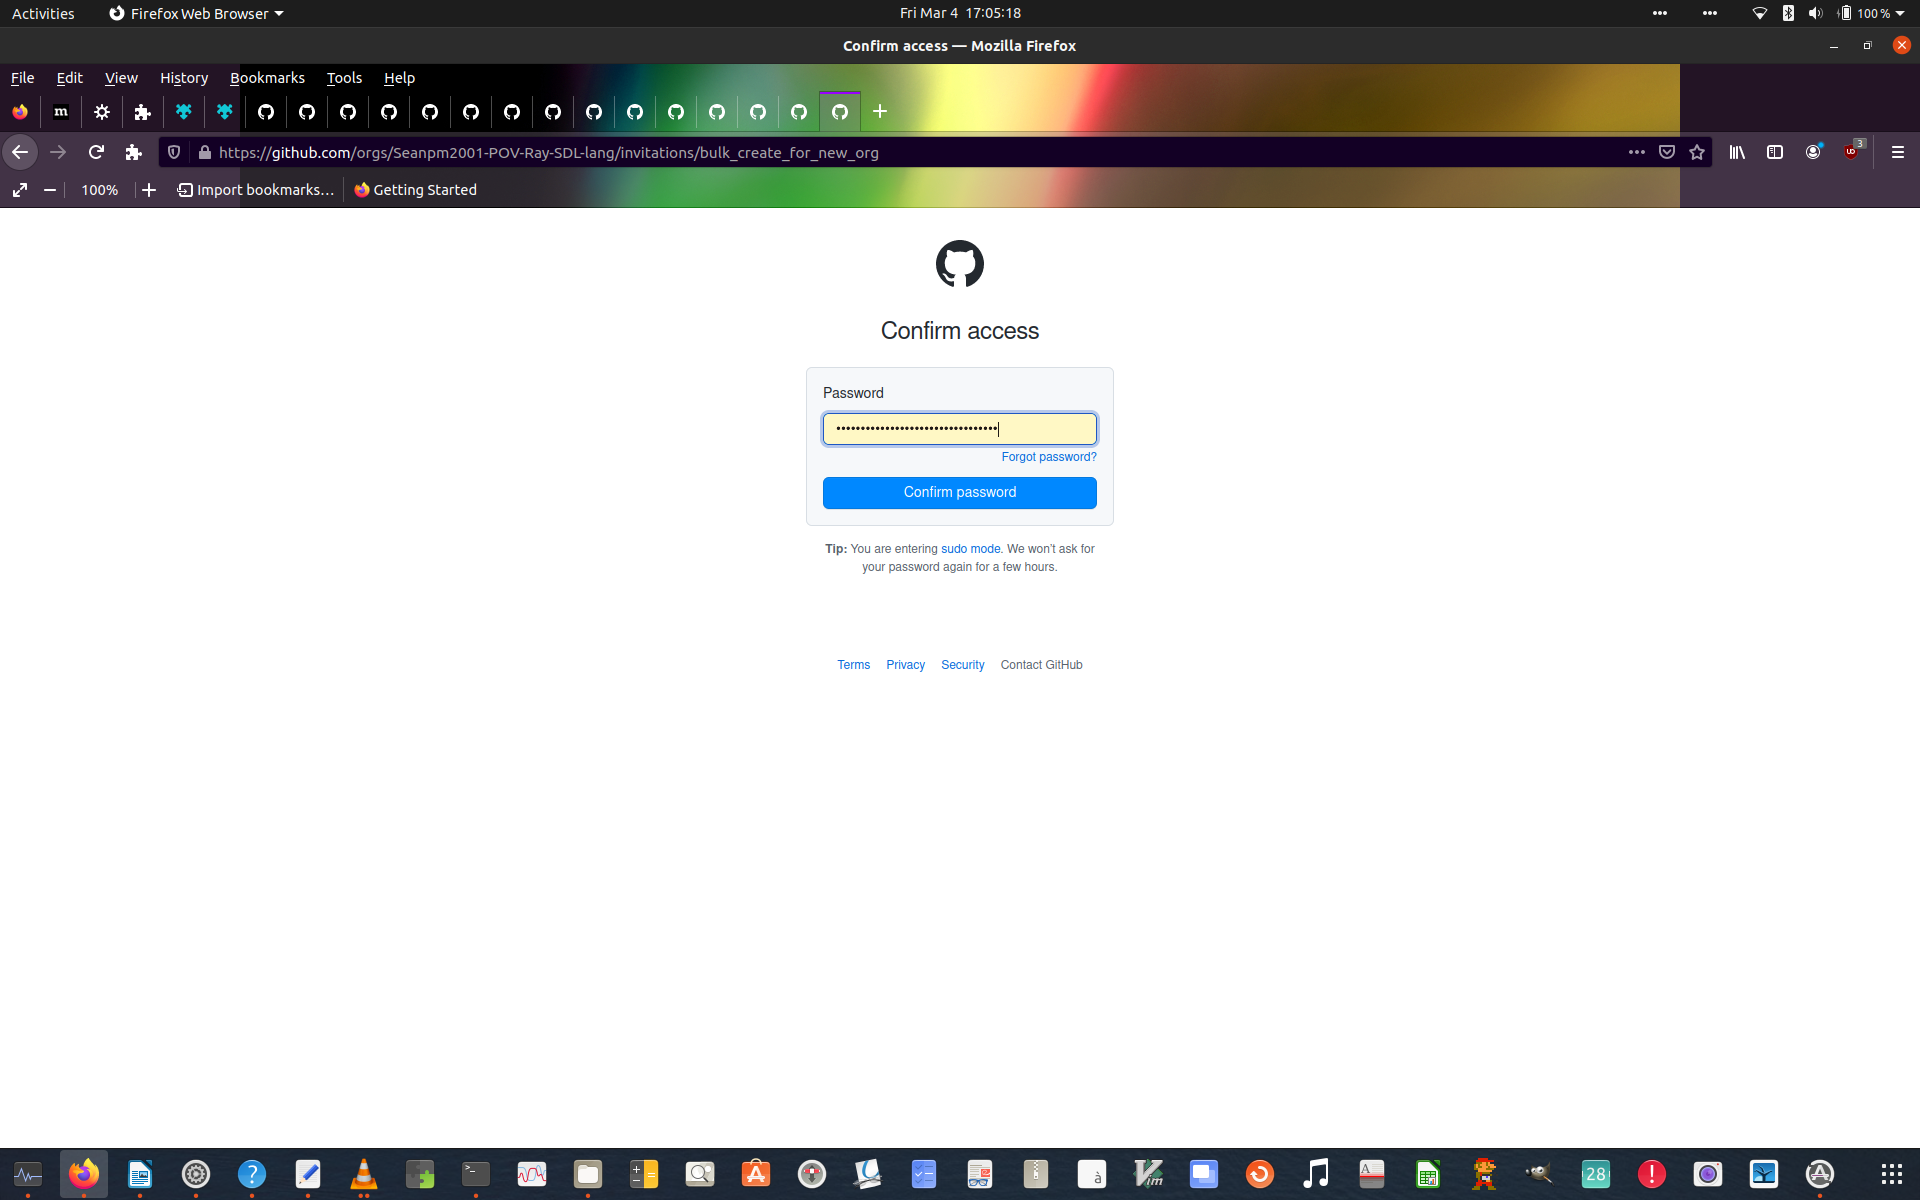 Activities
Firefox Web Browser
Fri Mar 4 17:05:18
100 %
Confirm access — Mozilla Firefox
File Edit View History Bookmarks Tools Help
m
https://github.com/orgs/Seanpm2001-POV-Ray-SDL-lang/invitations/bulk_create_for_new_org
3
100%
Import bookmarks…
Getting Started
Confirm access
Password
Forgot password?
Confirm password
Tip: You are entering sudo mode. We won't ask for
your password again for a few hours.
Terms Privacy Security Contact GitHub
?
>_
à
Vim
A
28
!